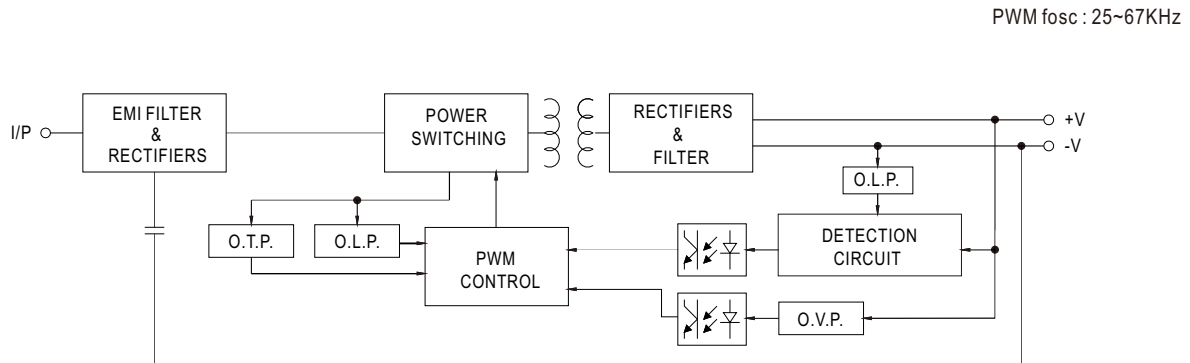 PWM fosc : 25~67KHz
I/P
EMI FILTER
&
RECTIFIERS
POWER
SWITCHING
RECTIFIERS
&
FILTER
+V
-V
O.L.P.
O.T.P.
O.L.P.
PWM
CONTROL
DETECTION
CIRCUIT
O.V.P.